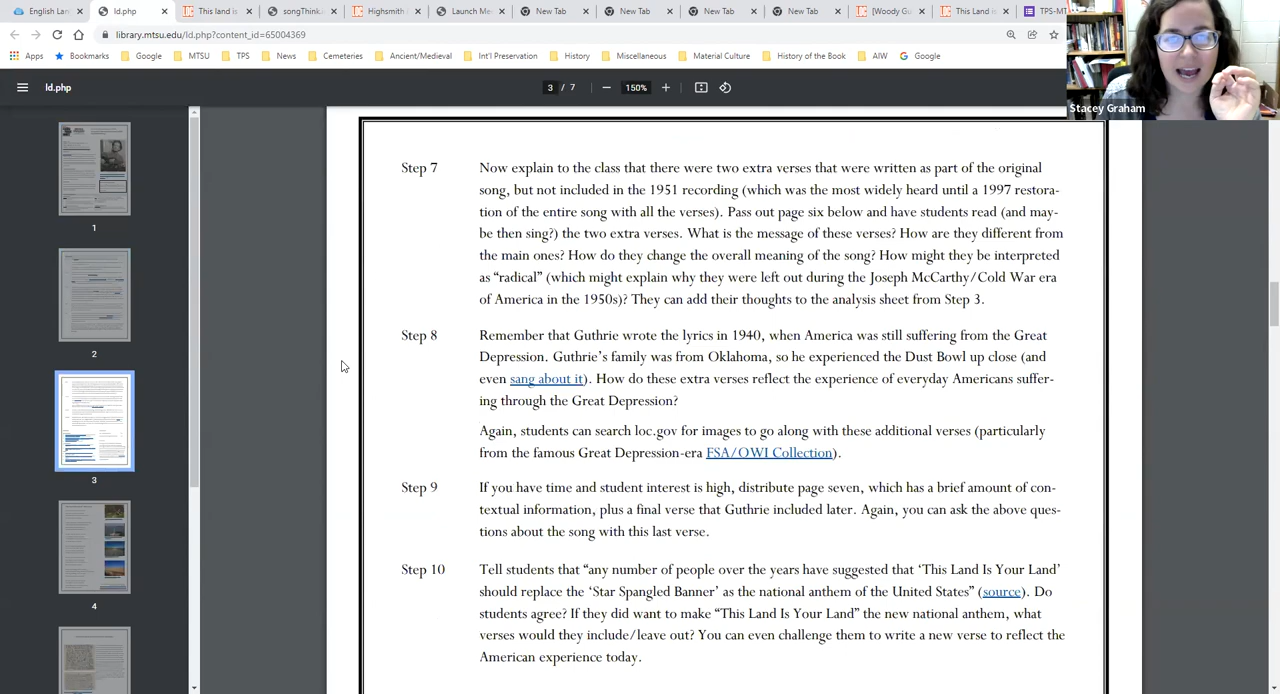 English Lan
ld.php
This land is
songThink
Highsmith
Launch Me
New Tab
New Tab
New Tab
New Tab
[Woody Gu
This Land is
TPS-MT
library.mtsu.edu/ld.php?content_id=65004369
Apps Bookmarks Google MTSU TPS News Cemeteries Ancient/Medieval Int'l Preservation History Miscellaneous Material Culture History of the Book AIW Google
ld.php
3 / 7
150%
Stacey Graham
1
2
3
4
Step 7 Now explain to the class that there were two extra verses that were written as part of the original
song, but not included in the 1951 recording (which was the most widely heard until a 1997 restora-
tion of the entire song with all the verses). Pass out page six below and have students read (and may-
be then sing?) the two extra verses. What is the message of these verses? How are they different from
the main ones? How do they change the overall meaning of the song? How might they be interpreted
as "radical" (which might explain why they were left out during the Joseph McCarthy/Cold War era
of America in the 1950s)? They can add their thoughts to the analysis sheet from Step 3.
Step 8 Remember that Guthrie wrote the lyrics in 1940, when America was still suffering from the Great
Depression. Guthrie's family was from Oklahoma, so he experienced the Dust Bowl up close (and
even sang about it). How do these extra verses reflect the experience of everyday Americans suffer-
ing through the Great Depression?
Again, students can search loc.gov for images to go along with these additional verses (particularly
from the famous Great Depression-era FSA/OWI Collection).
Step 9 If you have time and student interest is high, distribute page seven, which has a brief amount of con-
textual information, plus a final verse that Guthrie included later. Again, you can ask the above ques-
tions about the song with this last verse.
Step 10 Tell students that "any number of people over the years have suggested that 'This Land Is Your Land'
should replace the 'Star Spangled Banner' as the national anthem of the United States" (source). Do
students agree? If they did want to make "This Land Is Your Land" the new national anthem, what
verses would they include/leave out? You can even challenge them to write a new verse to reflect the
American experience today.